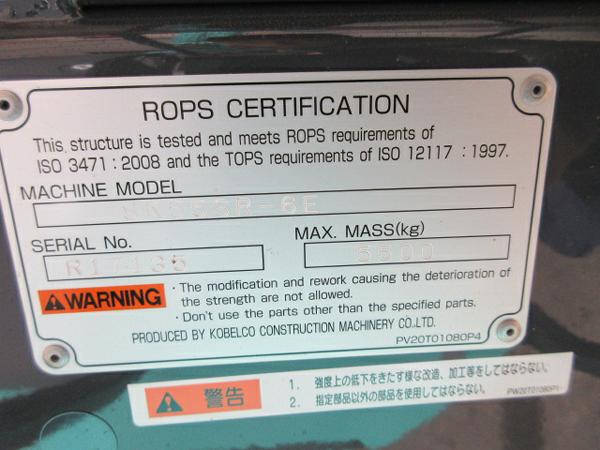 ROPS CERTIFICATION
This structure is tested and meets ROPS requirements of
ISO 3471 : 2008 and the TOPS requirements of ISO 12117 : 1997.
MACHINE MODEL
SK55SR-6E
SERIAL No.
MAX. MASS(kg)
5500
WARNING
· The modification and rework causing the deterioration of
the strength are not allowed.
· Don't use the parts other than the specified parts.
PRODUCED BY KOBELCO CONSTRUCTION MACHINERY CO.,LTD.
PV20T01080P4
警告
1. 強度上の低下をきたす様な改造、加工等をしてはならない。
2. 指定部品以外の部品を使用してはならない。
PW20T01080P1